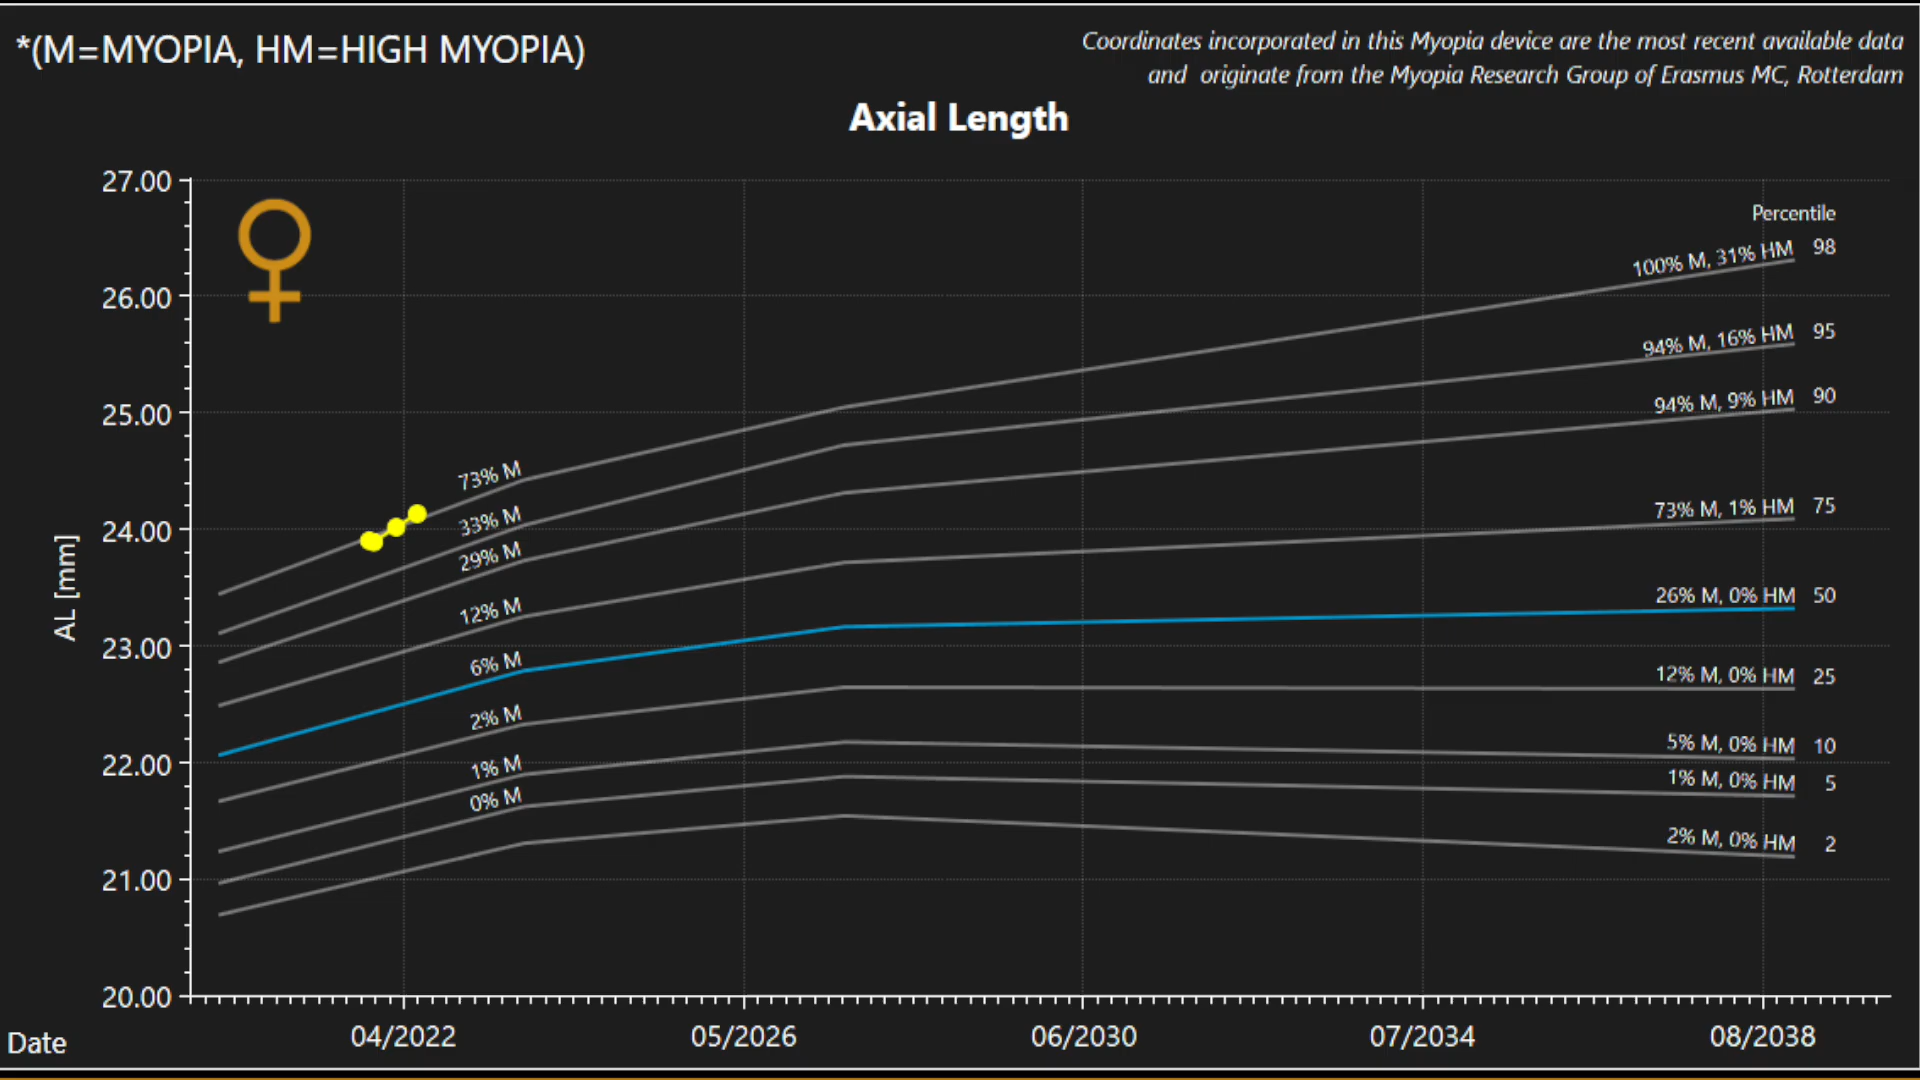 *(M=MYOPIA, HM=HIGH MYOPIA)
Coordinates incorporated in this Myopia device are the most recent available data
and originate from the Myopia Research Group of Erasmus MC, Rotterdam
Axial Length
27.00
Percentile
100% M, 31% HM 98
26.00
94% M, 16% HM 95
94% M, 9% HM 90
25.00
73% M
73% M, 1% HM 75
33% M
24.00
29% M
26% M, 0% HM 50
12% M
AL [mm]
23.00
6% M
12% M, 0% HM 25
2% M
5% M, 0% HM 10
22.00
1% M
1% M, 0% HM 5
0% M
2% M, 0% HM 2
21.00
20.00
Date
04/2022
05/2026
06/2030
07/2034
08/2038